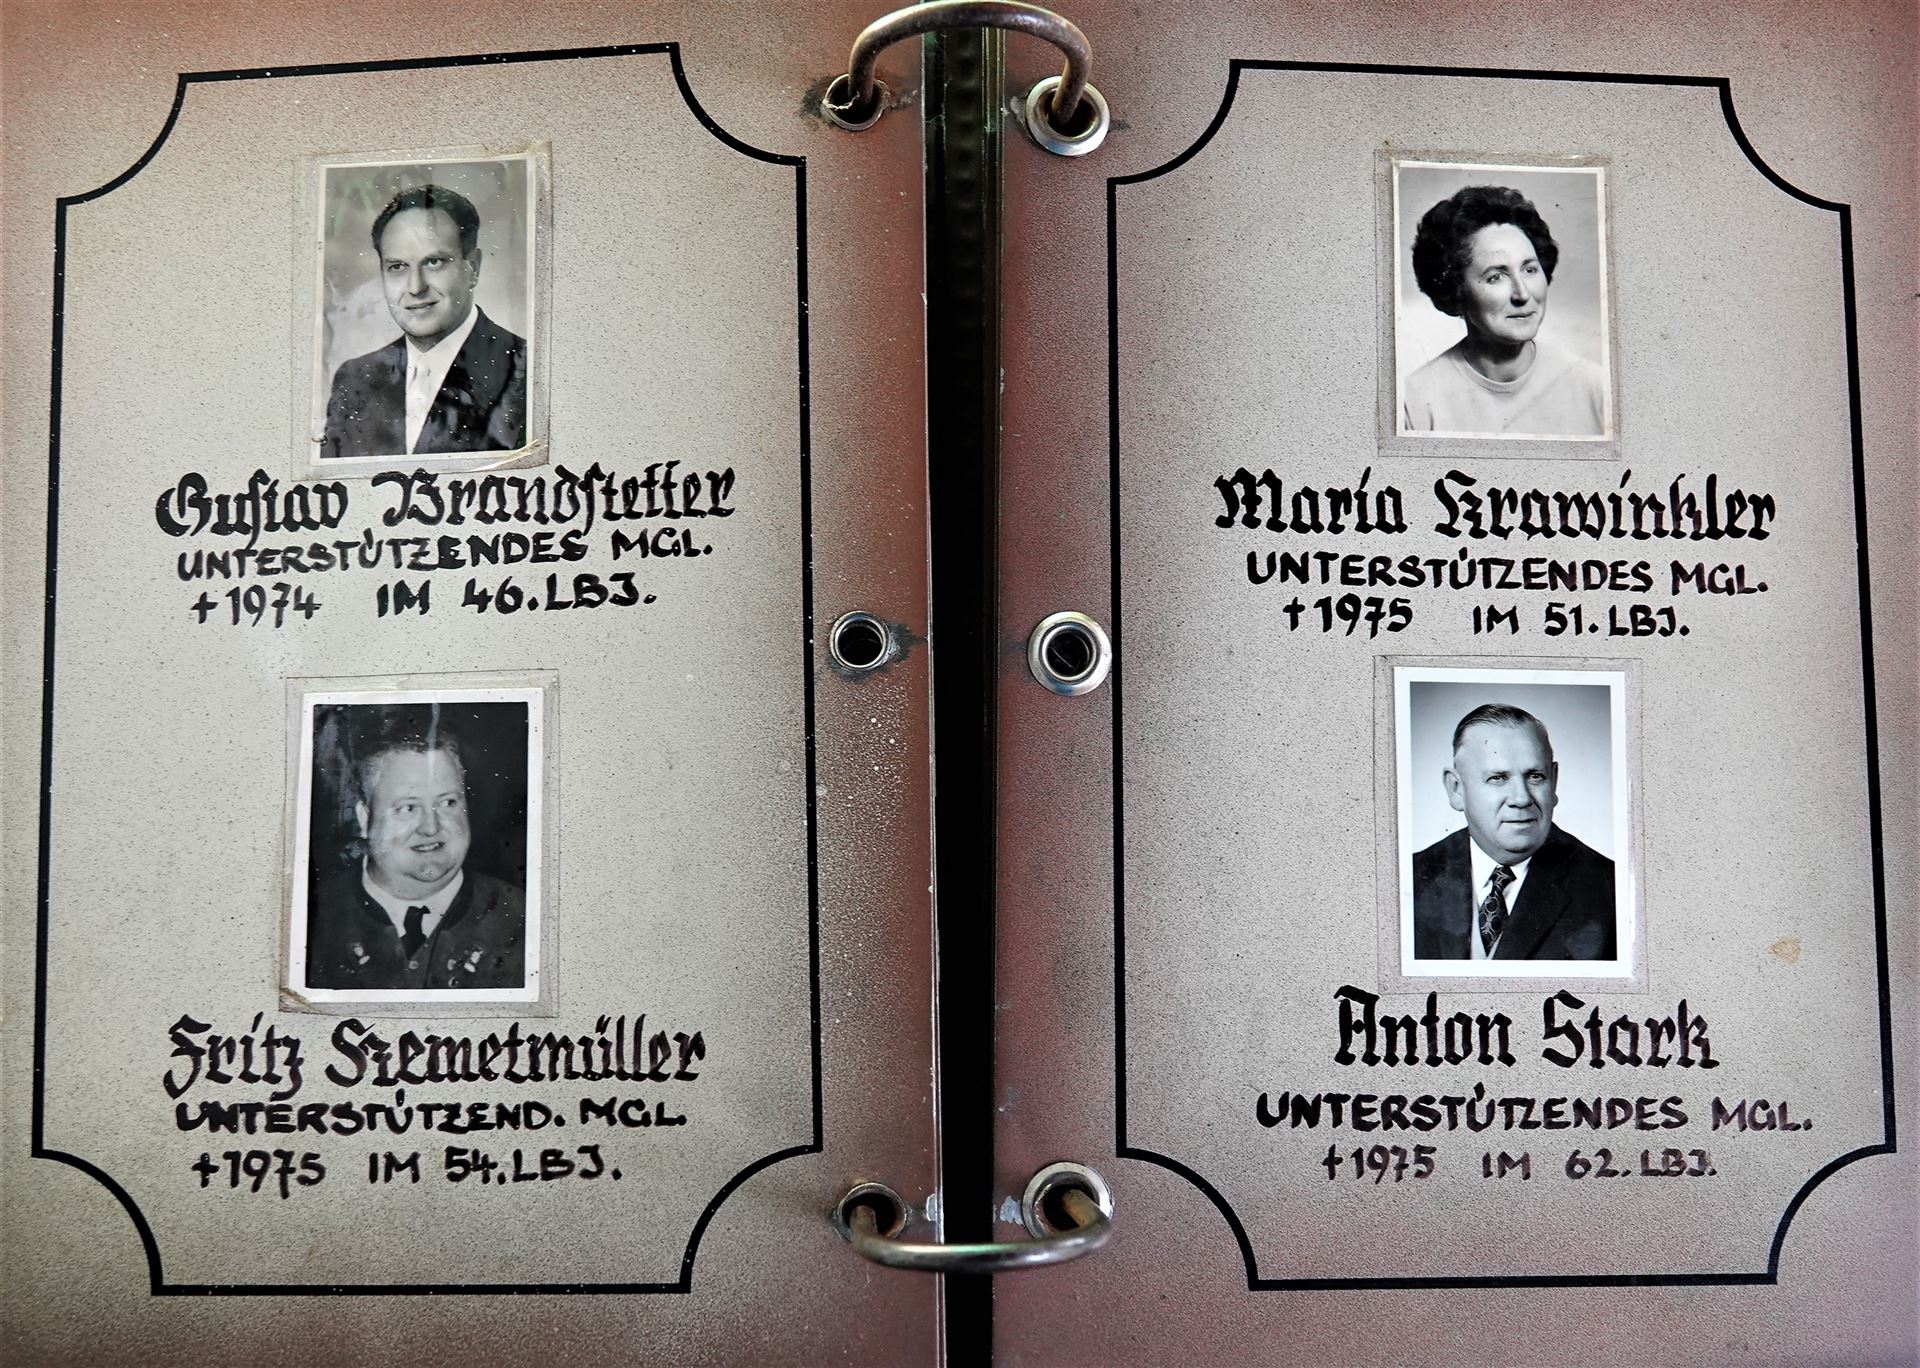 Gustav Brandstetter
UNTERSTÜTZENDES MGL.
†1974 IM 46.LBJ.
Fritz Kemetmüller
UNTERSTÜTZEND. MGL.
†1975 IM 54.LBJ.
Maria Krawinkler
UNTERSTÜTZENDES MGL.
†1975 IM 51.LBJ.
Anton Stark
UNTERSTÜTZENDES MGL.
†1975 IM 62.LBJ.